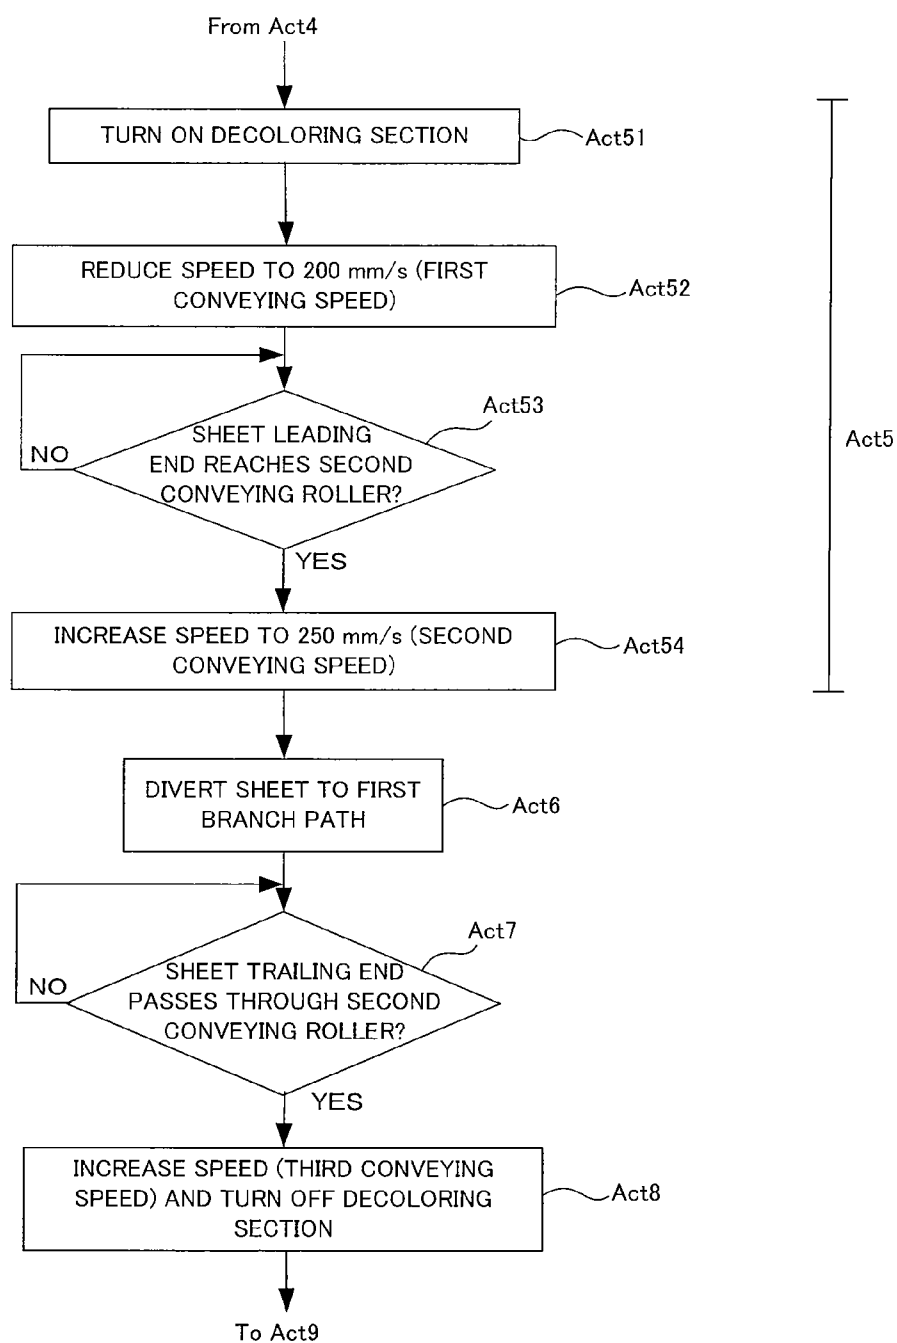 From Act4
TURN ON DECOLORING SECTION
Act51
REDUCE SPEED TO 200 mm/s (FIRST
CONVEYING SPEED)
Act52
Act53
SHEET LEADING
END REACHES SECOND
CONVEYING ROLLER?
NO
YES
Act5
INCREASE SPEED TO 250 mm/s (SECOND
CONVEYING SPEED)
Act54
DIVERT SHEET TO FIRST
BRANCH PATH
Act6
Act7
SHEET TRAILING END
PASSES THROUGH SECOND
CONVEYING ROLLER?
NO
YES
INCREASE SPEED (THIRD CONVEYING
SPEED) AND TURN OFF DECOLORING
SECTION
Act8
To Act9